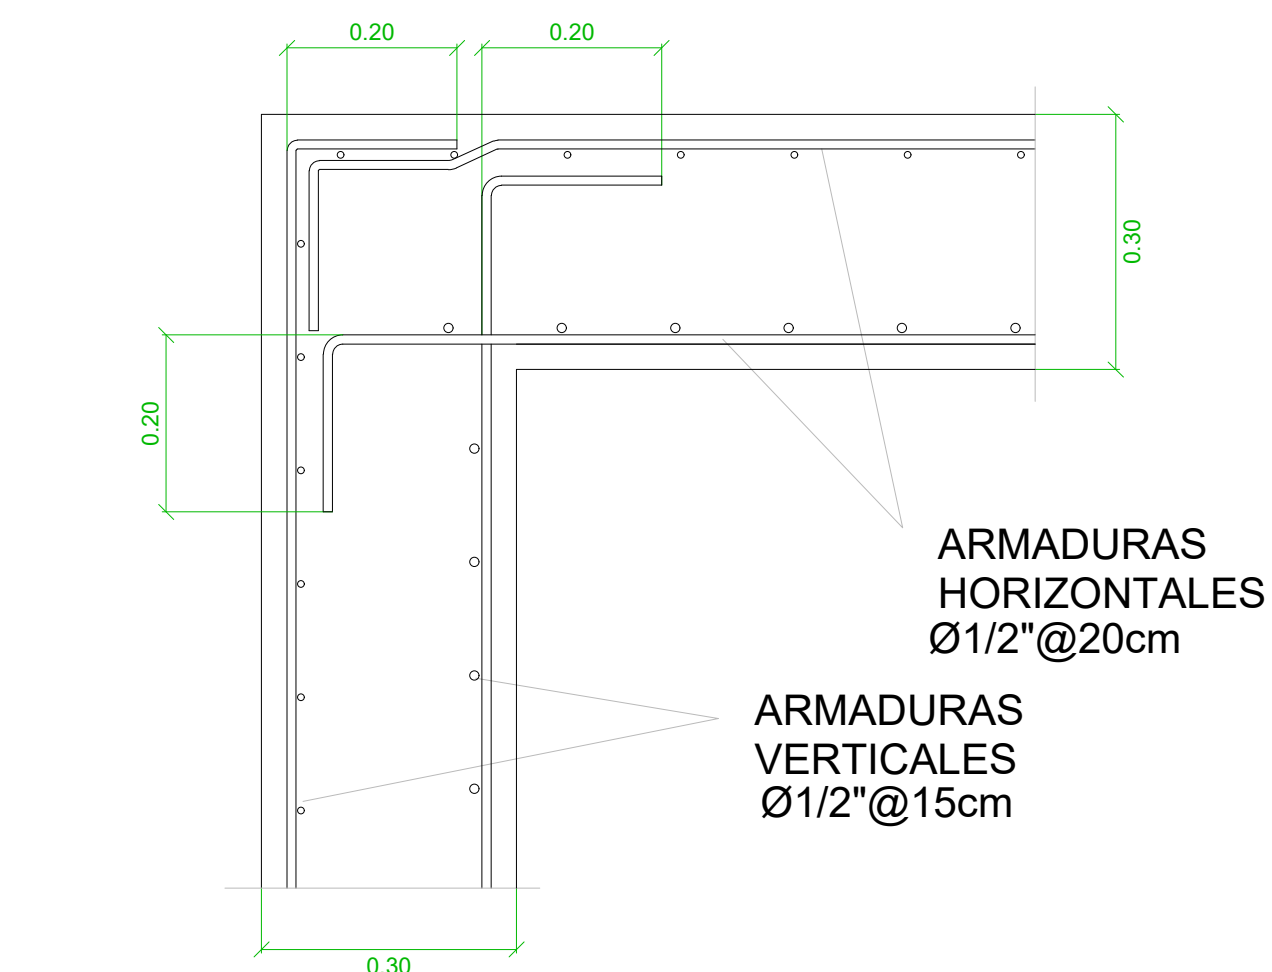 0.20
0.20
0.30
0.20
ARMADURAS
HORIZONTALES
Ø1/2"@20cm
ARMADURAS
VERTICALES
Ø1/2"@15cm
0.30